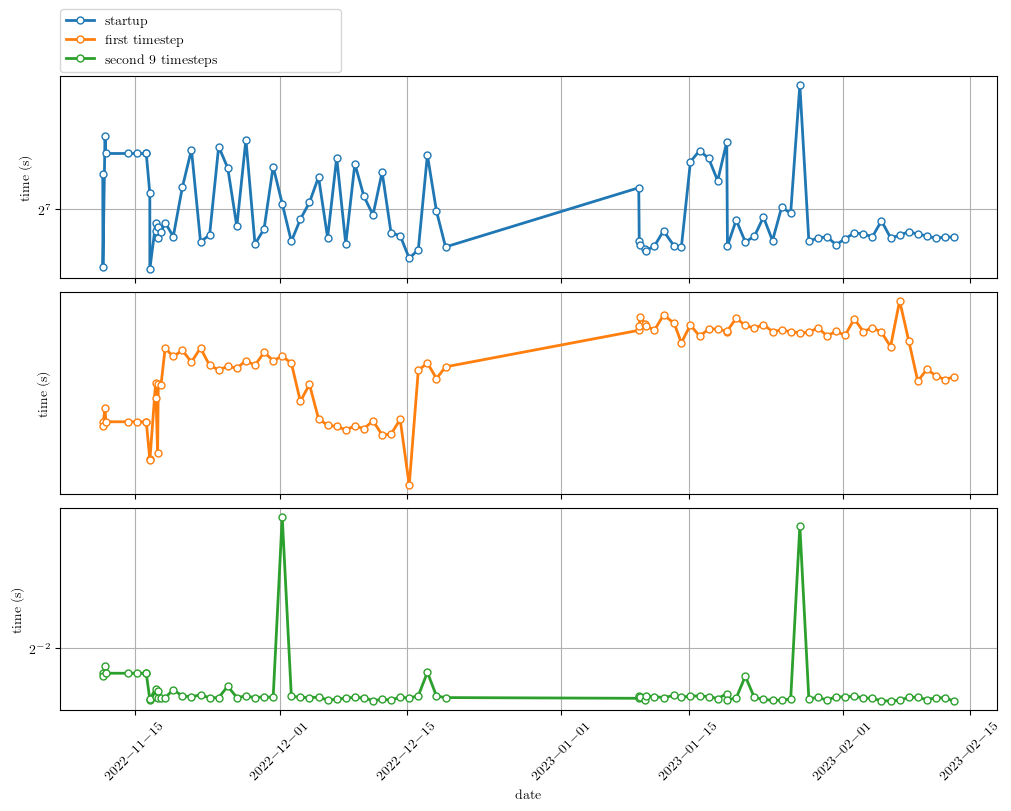 startup
first timestep
second 9 timesteps
time (s)
2^7
time (s)
time (s)
2^−2
2022−11−15
2022−12−01
2022−12−15
2023−01−01
2023−01−15
2023−02−01
2023−02−15
date